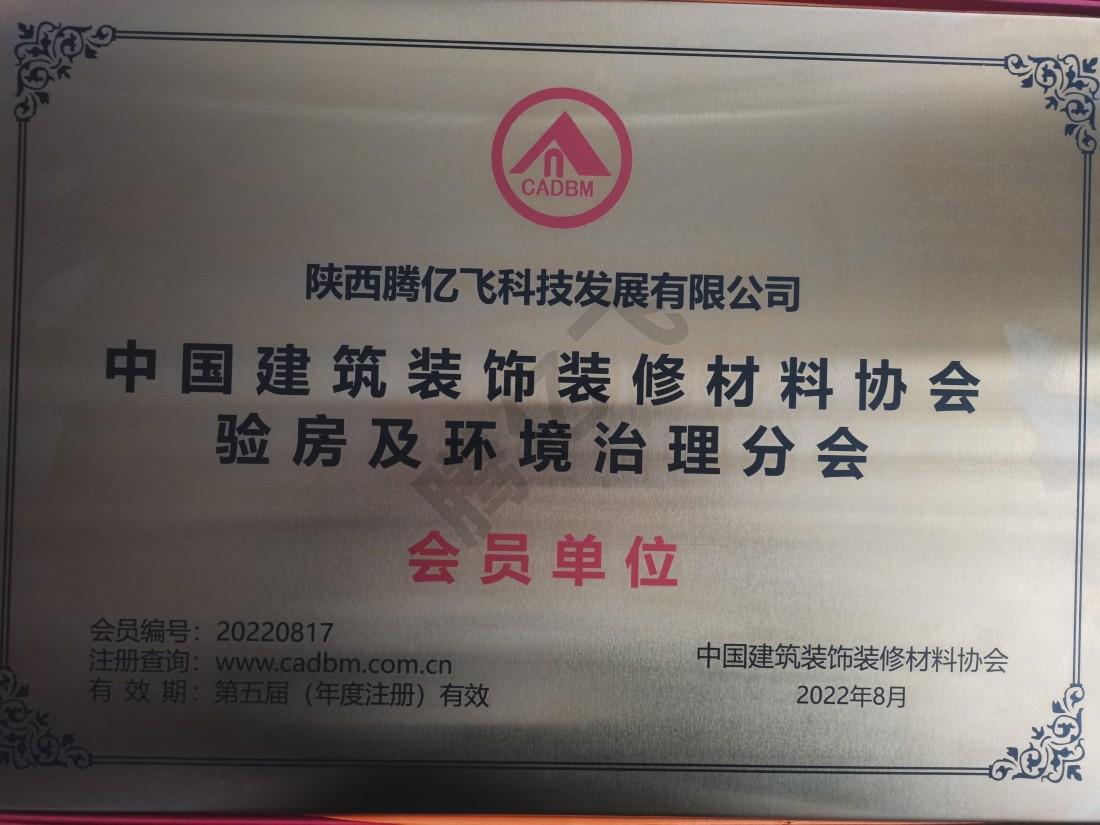 CADBM
陕西腾亿飞科技发展有限公司
中国建筑装饰装修材料协会
验房及环境治理分会
腾亿飞
会员单位
会员编号：20220817
注册查询：www.cadbm.com.cn
有效期：第五届（年度注册）有效
中国建筑装饰装修材料协会
2022年8月